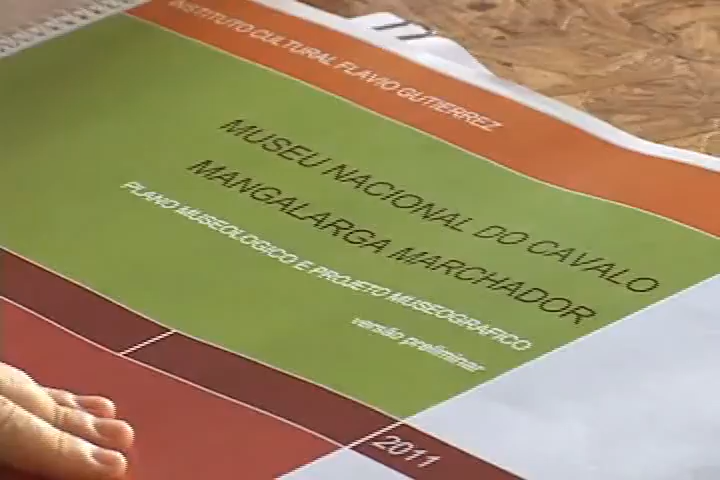 INSTITUTO CULTURAL FLAVIO GUTIERREZ
MUSEU NACIONAL DO CAVALO
MANGALARGA MARCHADOR
PLANO MUSEOLOGICO E PROJETO MUSEOGRAFICO
versão preliminar
2011